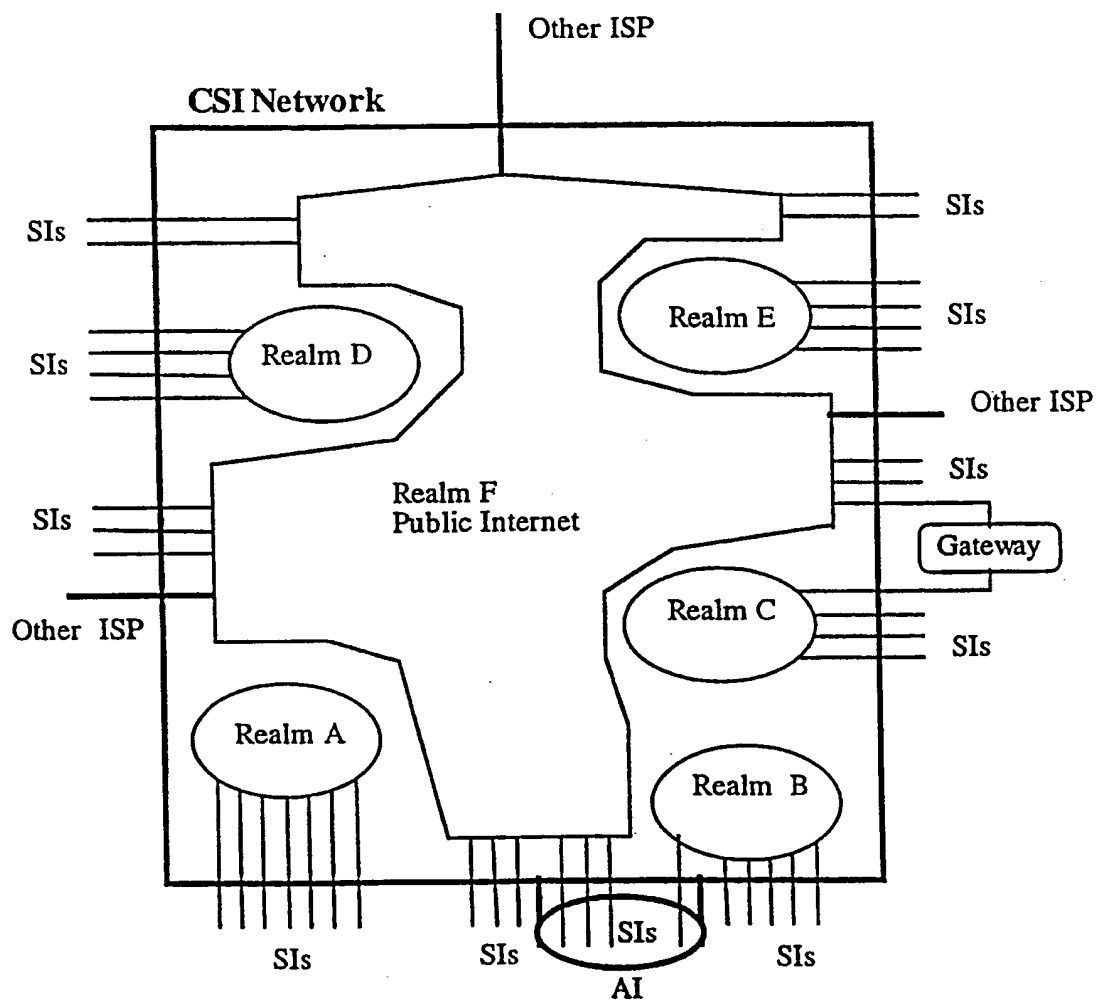 Other ISP
CSI Network
SIs
SIs
Realm E
SIs
Realm D
SIs
Other ISP
SIs
Realm F
Public Internet
SIs
Gateway
Realm C
Other ISP
SIs
Realm A
Realm B
SIs
SIs
SIs
SIs
AI